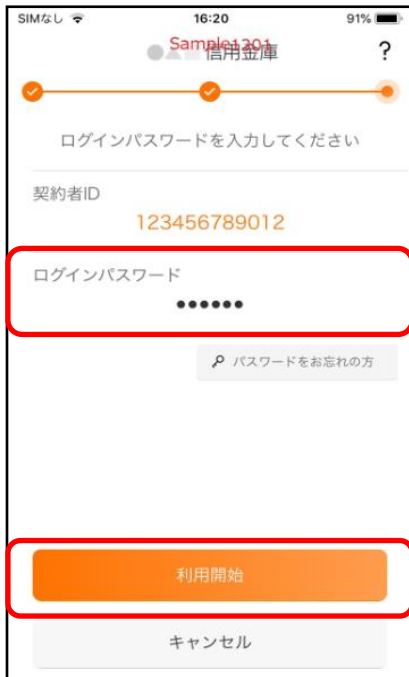 SIMなし 16:20 91%
Sample1201
●▲■信用金庫 ?
ログインパスワードを入力してください
契約者ID
123456789012
ログインパスワード
●●●●●●
パスワードをお忘れの方
利用開始
キャンセル